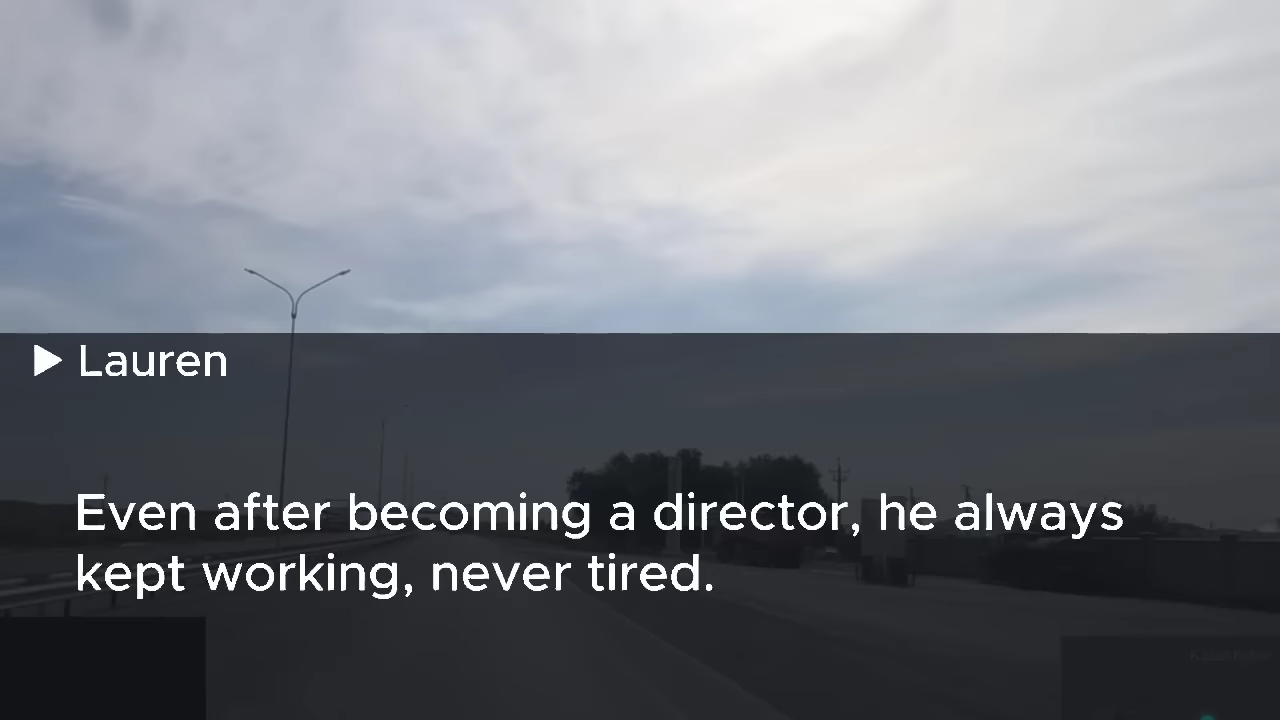 Lauren
Even after becoming a director, he always
kept working, never tired.